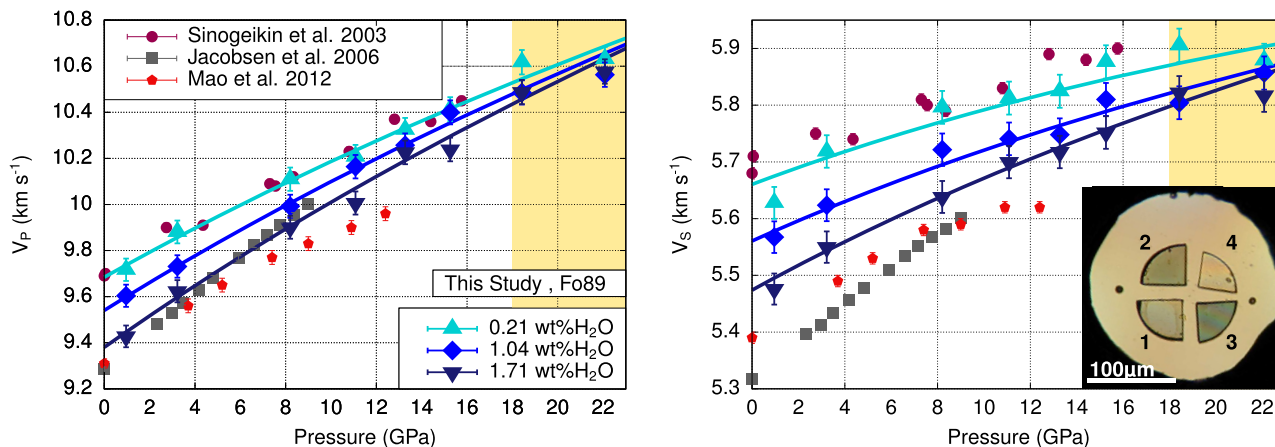 10.8
10.6
10.4
10.2
10
9.8
9.6
9.4
9.2
V_P (km s⁻¹)
Sinogeikin et al. 2003
Jacobsen et al. 2006
Mao et al. 2012
This Study , Fo89
0.21 wt%H₂O
1.04 wt%H₂O
1.71 wt%H₂O
0 2 4 6 8 10 12 14 16 18 20 22
Pressure (GPa)
5.9
5.8
5.7
5.6
5.5
5.4
5.3
V_S (km s⁻¹)
2 4
1 3
100μm
0 2 4 6 8 10 12 14 16 18 20 22
Pressure (GPa)